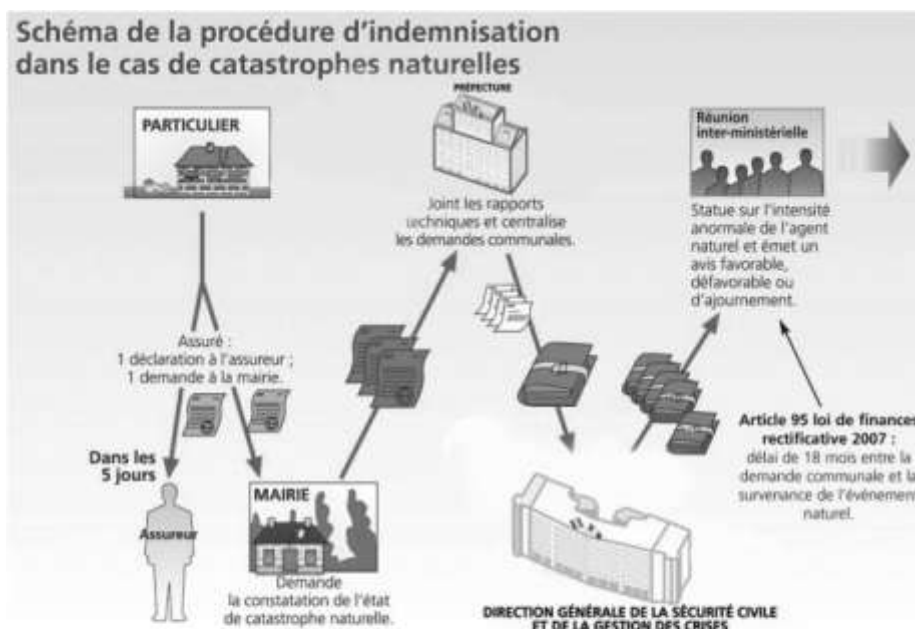 Schéma de la procédure d'indemnisation
dans le cas de catastrophes naturelles
PARTICULIER
Assuré :
1 déclaration à l'assureur ;
1 demande à la mairie.
Dans les
5 jours
Assureur
MAIRIE
Demande
la constatation de l'état
de catastrophe naturelle.
PRÉFECTURE
Joint les rapports
techniques et centralise
les demandes communales.
DIRECTION GÉNÉRALE DE LA SÉCURITÉ CIVILE
ET DE LA GESTION DES CRISES
Réunion
inter-ministérielle
Statue sur l'intensité
anormale de l'agent
naturel et émet un
avis favorable,
défavorable ou
d'ajournement.
Article 95 loi de finances
rectificative 2007 :
délai de 18 mois entre la
demande communale et la
survenance de l'événement
naturel.